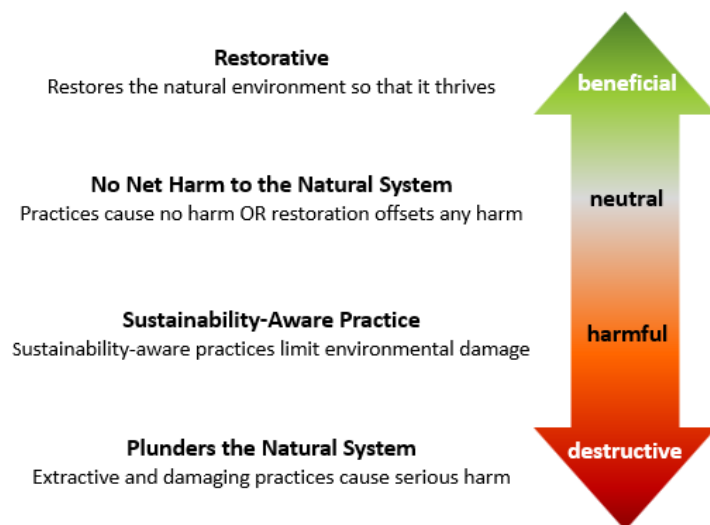 Restorative
Restores the natural environment so that it thrives
beneficial
No Net Harm to the Natural System
Practices cause no harm OR restoration offsets any harm
neutral
Sustainability-Aware Practice
Sustainability-aware practices limit environmental damage
harmful
Plunders the Natural System
Extractive and damaging practices cause serious harm
destructive